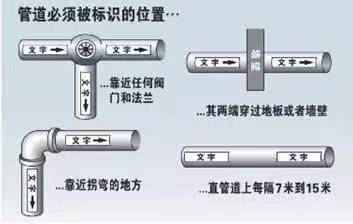 管道必须被标识的位置…
文字
文字
文字
…靠近任何阀
门和法兰
文字
文字
…其两端穿过地板或者墙壁
文字
文字
…靠近拐弯的地方
文字
文字
…直管道上每隔7米到15米